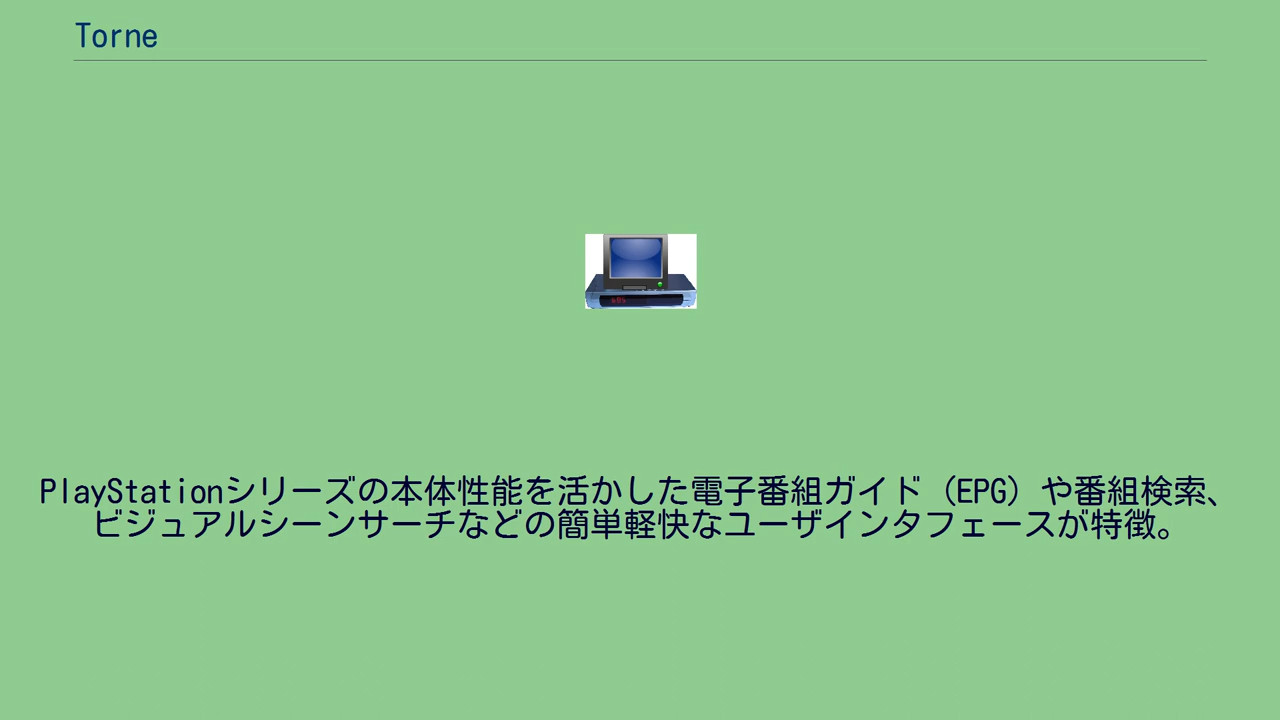 Torne
PlayStationシリーズの本体性能を活かした電子番組ガイド（EPG）や番組検索、
ビジュアルシーンサーチなどの簡単軽快なユーザインタフェースが特徴。